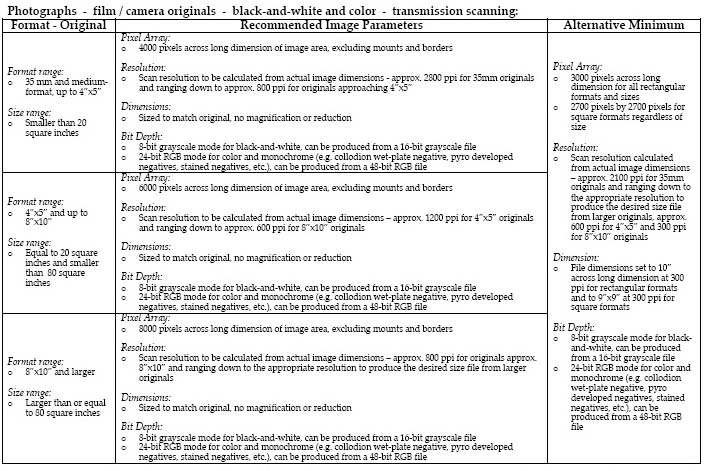 Photographs - film / camera originals - black-and-white and color - transmission scanning:
Format - Original
Recommended Image Parameters
Alternative Minimum
Format range:
o 35 mm and medium-
format, up to 4"x5"
Size range:
o Smaller than 20
square inches
Pixel Array:
o 4000 pixels across long dimension of image area, excluding mounts and borders
Resolution:
o Scan resolution to be calculated from actual image dimensions - approx. 2800 ppi for 35mm originals
and ranging down to approx. 800 ppi for originals approaching 4"x5"
Dimensions:
o Sized to match original, no magnification or reduction
Bit Depth:
o 8-bit grayscale mode for black-and-white, can be produced from a 16-bit grayscale file
o 24-bit RGB mode for color and monochrome (e.g. collodion wet-plate negative, pyro developed
negatives, stained negatives, etc.), can be produced from a 48-bit RGB file
Format range:
o 4"x5" and up to
8"x10"
Size range:
o Equal to 20 square
inches and smaller
than 80 square
inches
Pixel Array:
o 6000 pixels across long dimension of image area, excluding mounts and borders
Resolution:
o Scan resolution to be calculated from actual image dimensions – approx. 1200 ppi for 4"x5" originals
and ranging down to approx. 600 ppi for 8"x10" originals
Dimensions:
o Sized to match original, no magnification or reduction
Bit Depth:
o 8-bit grayscale mode for black-and-white, can be produced from a 16-bit grayscale file
o 24-bit RGB mode for color and monochrome (e.g. collodion wet-plate negative, pyro developed
negatives, stained negatives, etc.), can be produced from a 48-bit RGB file
Format range:
o 8"x10" and larger
Size range:
o Larger than or equal
to 80 square inches
Pixel Array:
o 8000 pixels across long dimension of image area, excluding mounts and borders
Resolution:
o Scan resolution to be calculated from actual image dimensions – approx. 800 ppi for originals approx.
8"x10" and ranging down to the appropriate resolution to produce the desired size file from larger
originals
Dimensions:
o Sized to match original, no magnification or reduction
Bit Depth:
o 8-bit grayscale mode for black-and-white, can be produced from a 16-bit grayscale file
o 24-bit RGB mode for color and monochrome (e.g. collodion wet-plate negative, pyro developed
negatives, stained negatives, etc.), can be produced from a 48-bit RGB file
Pixel Array:
o 3000 pixels across long
dimension for all rectangular
formats and sizes
o 2700 pixels by 2700 pixels for
square formats regardless of
size
Resolution:
o Scan resolution calculated
from actual image dimensions
– approx. 2100 ppi for 35mm
originals and ranging down to
the appropriate resolution to
produce the desired size file
from larger originals, approx.
600 ppi for 4"x5" and 300 ppi
for 8"x10" originals
Dimension:
o File dimensions set to 10"
across long dimension at 300
ppi for rectangular formats
and to 9"x9" at 300 ppi for
square formats
Bit Depth:
o 8-bit grayscale mode for black-
and-white, can be produced
from a 16-bit grayscale file
o 24-bit RGB mode for color and
monochrome (e.g. collodion
wet-plate negative, pyro
developed negatives, stained
negatives, etc.), can be
produced from a 48-bit RGB
file